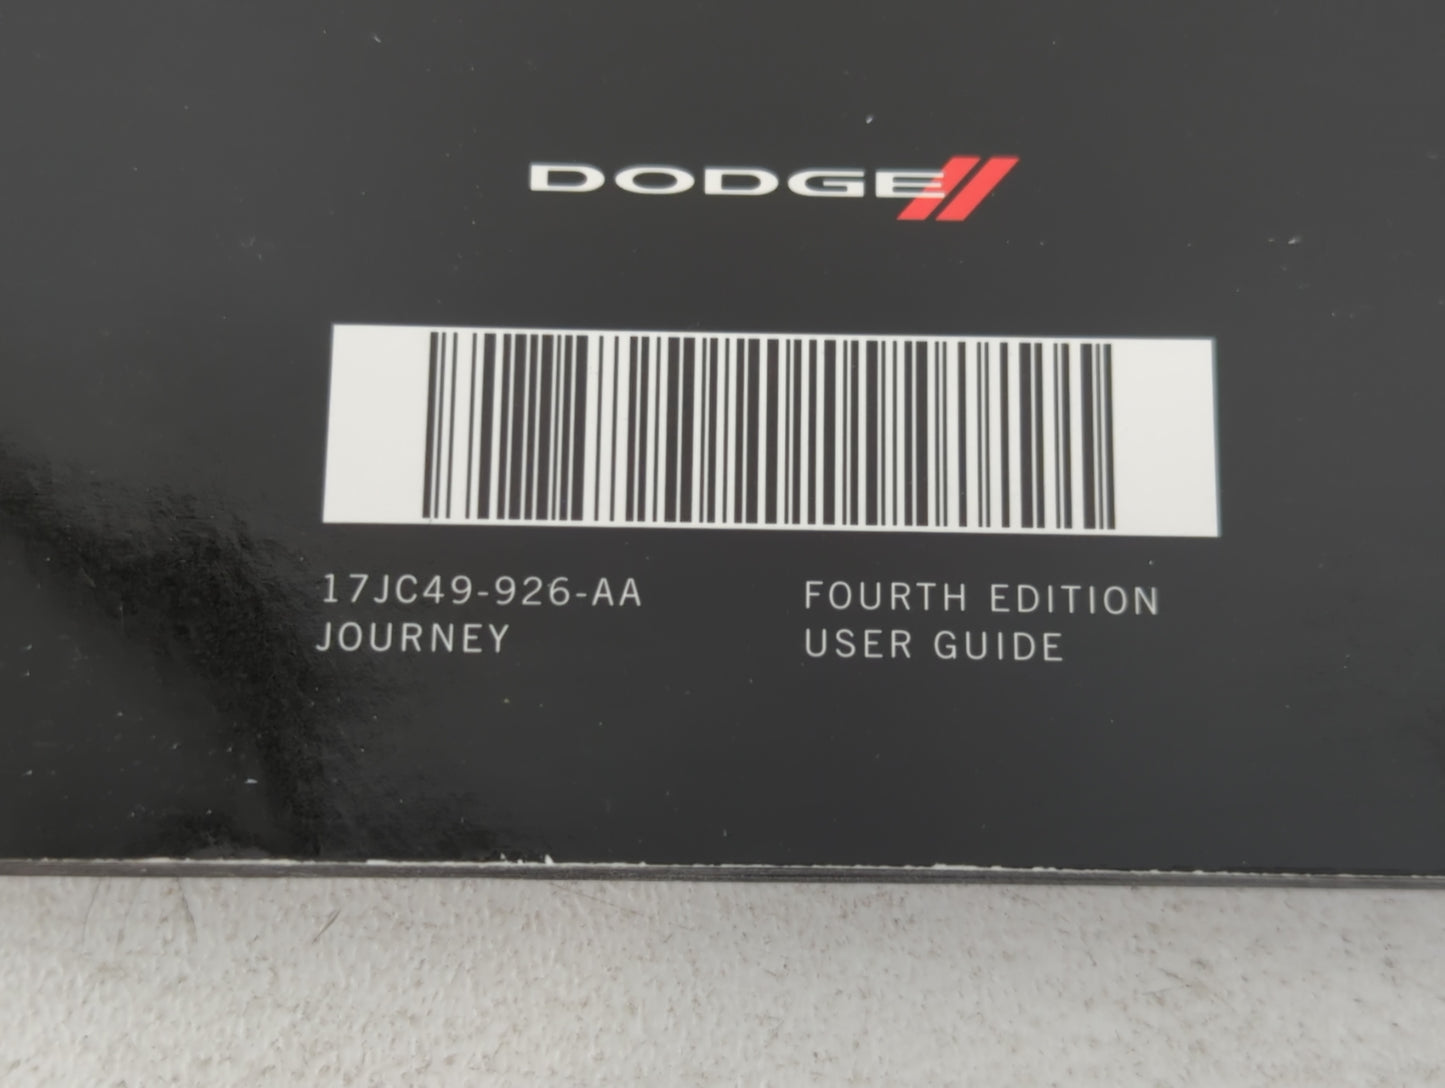 DODGE
17JC49-926-AA
JOURNEY
FOURTH EDITION
USER GUIDE